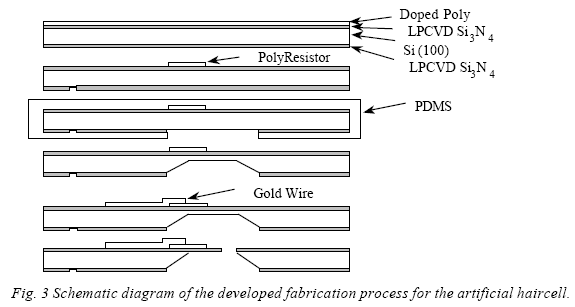 Doped Poly
LPCVD Si3N4
Si (100)
LPCVD Si3N4
PolyResistor
PDMS
Gold Wire
Fig. 3 Schematic diagram of the developed fabrication process for the artificial haircell.